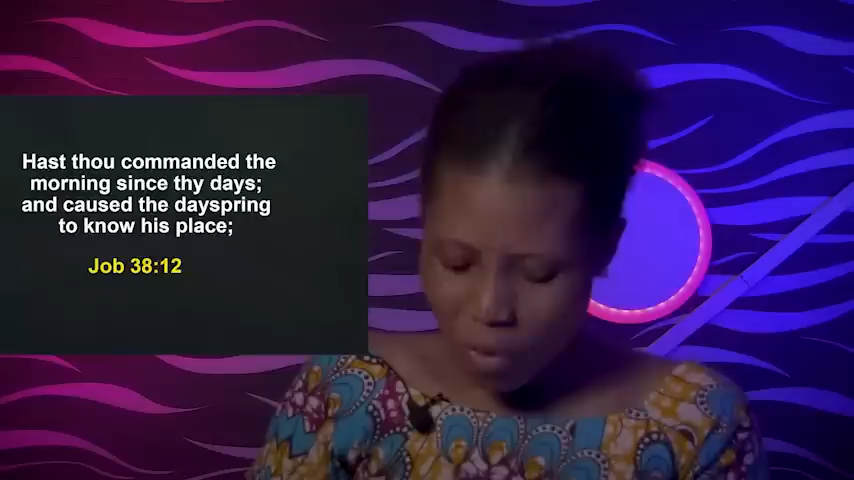 Hast thou commanded the
morning since thy days;
and caused the dayspring
to know his place;
Job 38:12